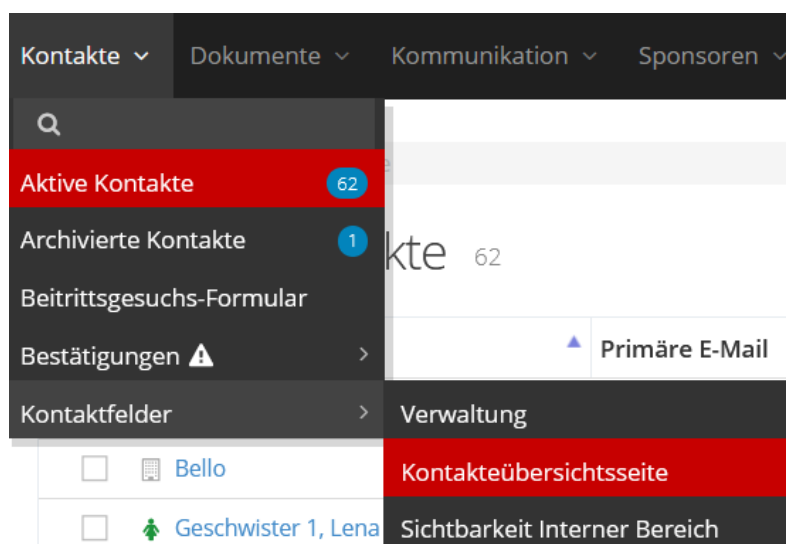 Kontakte Dokumente Kommunikation Sponsoren
Aktive Kontakte 62
Archivierte Kontakte 1
kte 62
Beitrittsgesuchs-Formular
Bestätigungen
Primäre E-Mail
Kontaktfelder
Verwaltung
Bello
Kontakteübersichtsseite
Geschwister 1, Lena
Sichtbarkeit Interner Bereich